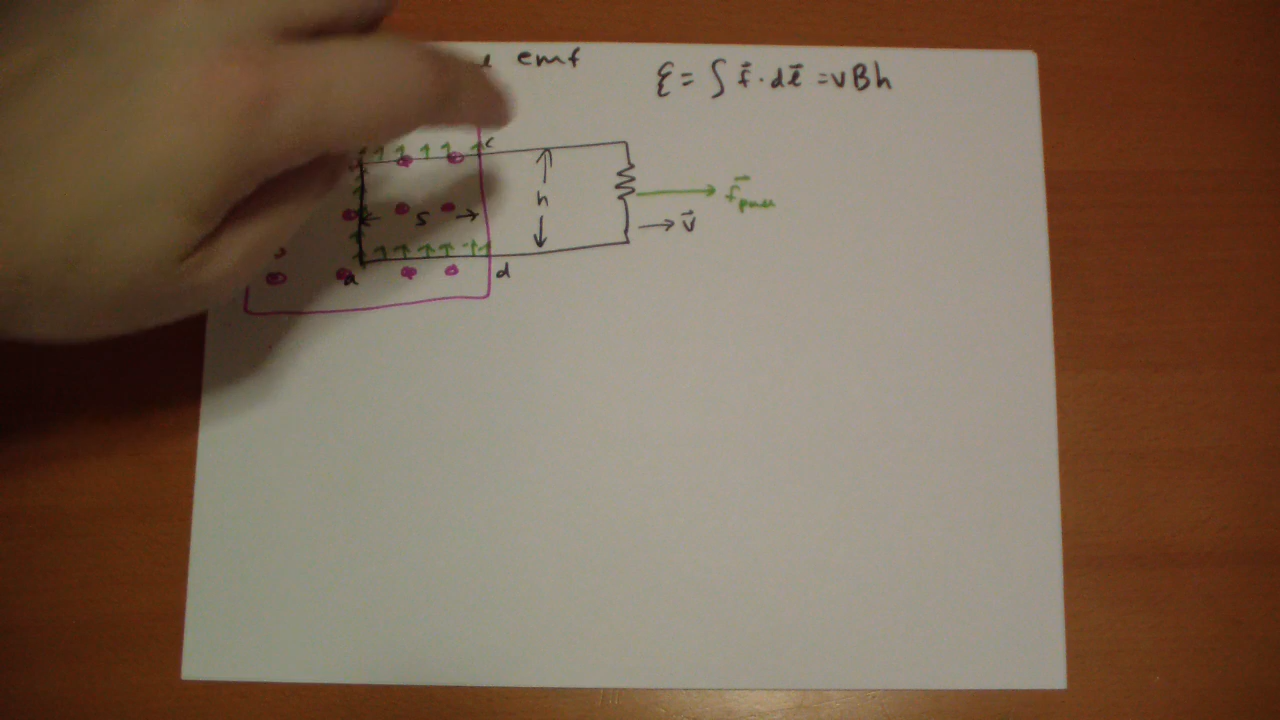 emf
ℰ = ∫ f⃗ · dl⃗ = vBh
c
h
s
f⃗pull
v⃗
a
d